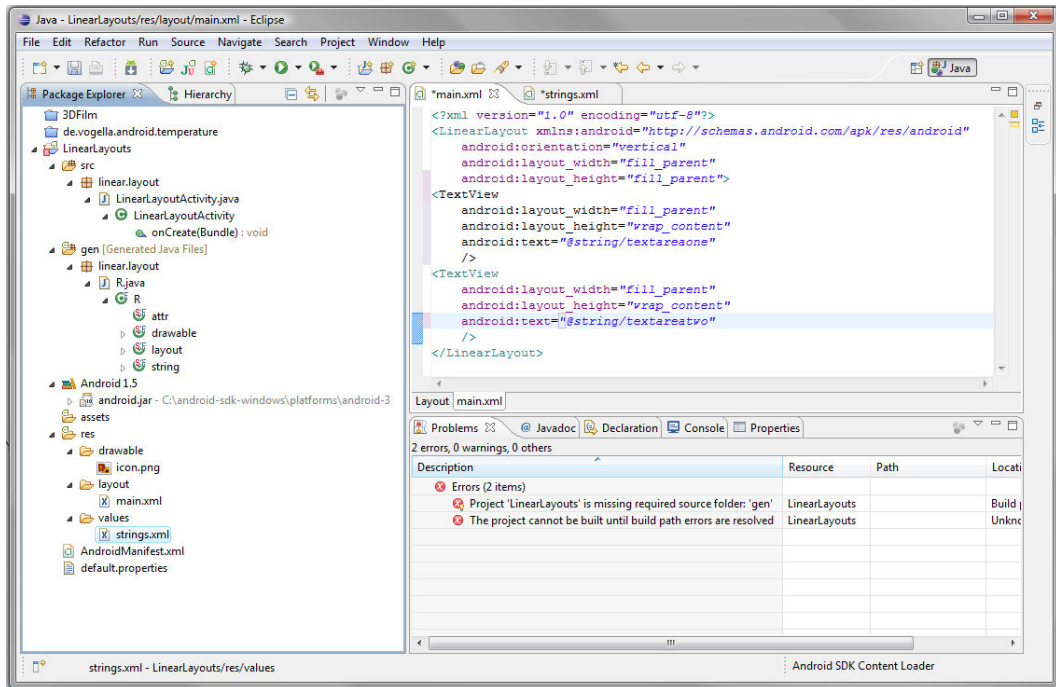 Java - LinearLayouts/res/layout/main.xml - Eclipse
File Edit Refactor Run Source Navigate Search Project Window Help
Java
Package Explorer
Hierarchy
3DFilm
de.vogella.android.temperature
LinearLayouts
src
linear.layout
LinearLayoutActivity.java
LinearLayoutActivity
onCreate(Bundle) : void
gen [Generated Java Files]
linear.layout
R.java
R
attr
drawable
layout
string
Android 1.5
android.jar - C:\android-sdk-windows\platforms\android-3
assets
res
drawable
icon.png
layout
main.xml
values
strings.xml
AndroidManifest.xml
default.properties
*main.xml
*strings.xml
<?xml version="1.0" encoding="utf-8"?>
<LinearLayout xmlns:android="http://schemas.android.com/apk/res/android"
android:orientation="vertical"
android:layout_width="fill_parent"
android:layout_height="fill_parent">
<TextView
android:layout_width="fill_parent"
android:layout_height="wrap_content"
android:text="@string/textareaone"
/>
<TextView
android:layout_width="fill_parent"
android:layout_height="wrap_content"
android:text="@string/textareatwo"
/>
</LinearLayout>
Layout main.xml
Problems @ Javadoc Declaration Console Properties
2 errors, 0 warnings, 0 others
Description Resource Path Locati
Errors (2 items)
Project 'LinearLayouts' is missing required source folder: 'gen' LinearLayouts Build p
The project cannot be built until build path errors are resolved LinearLayouts Unkno
strings.xml - LinearLayouts/res/values
Android SDK Content Loader